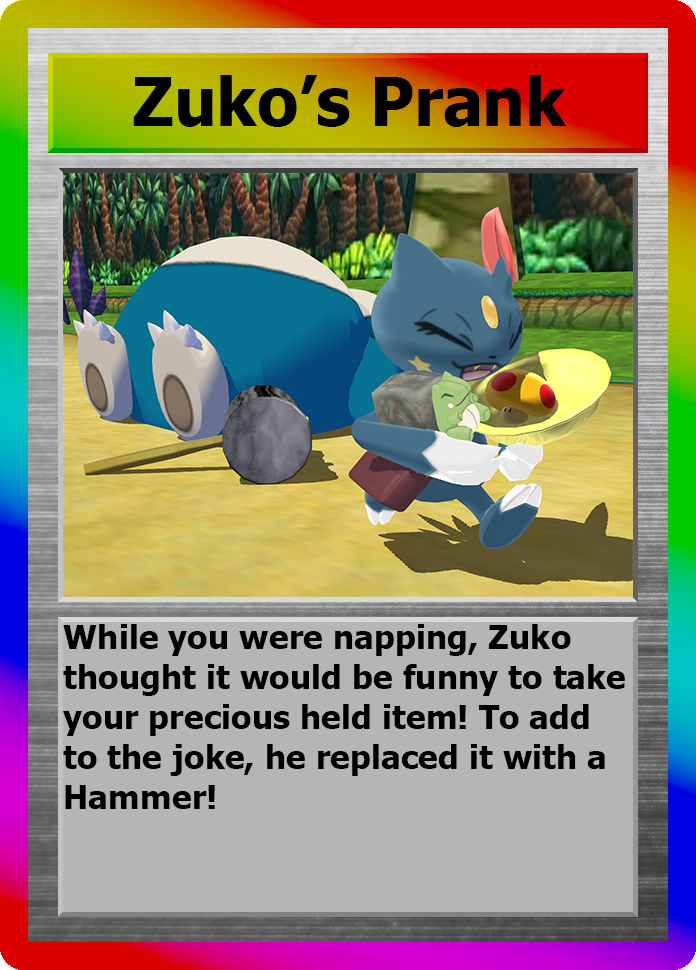 Zuko’s Prank
While you were napping, Zuko
thought it would be funny to take
your precious held item! To add
to the joke, he replaced it with a
Hammer!